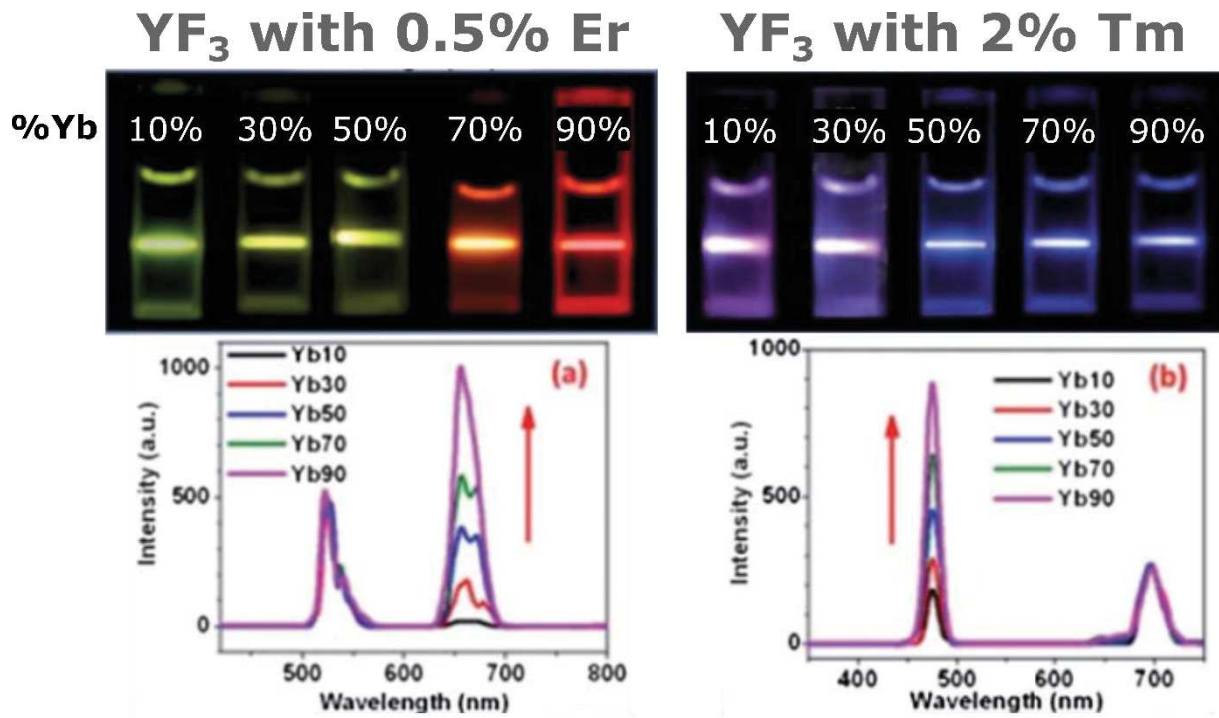 YF₃ with 0.5% Er
YF₃ with 2% Tm
%Yb
10% 30% 50% 70% 90%
10% 30% 50% 70% 90%
Yb10
Yb30
Yb50
Yb70
Yb90
(a)
1000
500
0
Intensity (a.u.)
500 600 700 800
Wavelength (nm)
Yb10
Yb30
Yb50
Yb70
Yb90
(b)
1000
500
0
Intensity (a.u.)
400 500 600 700
Wavelength (nm)